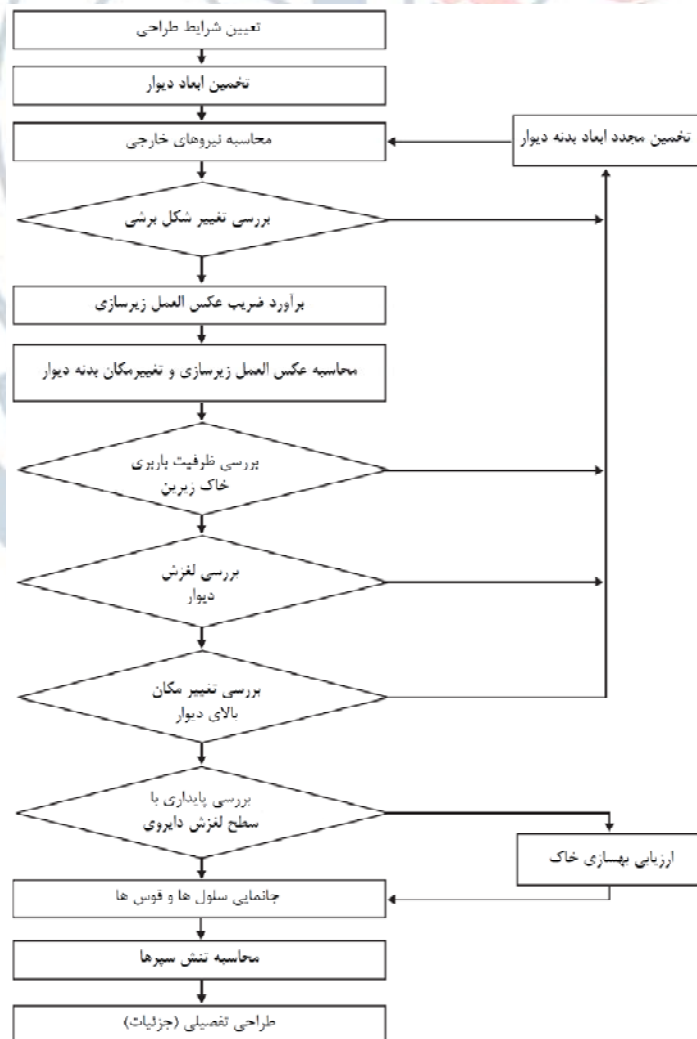 تعیین شرایط طراحی
تخمین ابعاد دیوار
تخمین مجدد ابعاد بدنه دیوار
محاسبه نیروهای خارجی
بررسی تغییر شکل برشی
برآورد ضریب عکس العمل زیرسازی
محاسبه عکس العمل زیرسازی و تغییرمکان بدنه دیوار
بررسی ظرفیت باربری
خاک زیرین
بررسی لغزش
دیوار
بررسی تغییر مکان
بالای دیوار
بررسی پایداری با
سطح لغزش دایروی
ارزیابی بهسازی خاک
جانمایی سلول ها و قوس ها
محاسبه تنش سپرها
طراحی تفصیلی (جزئیات)